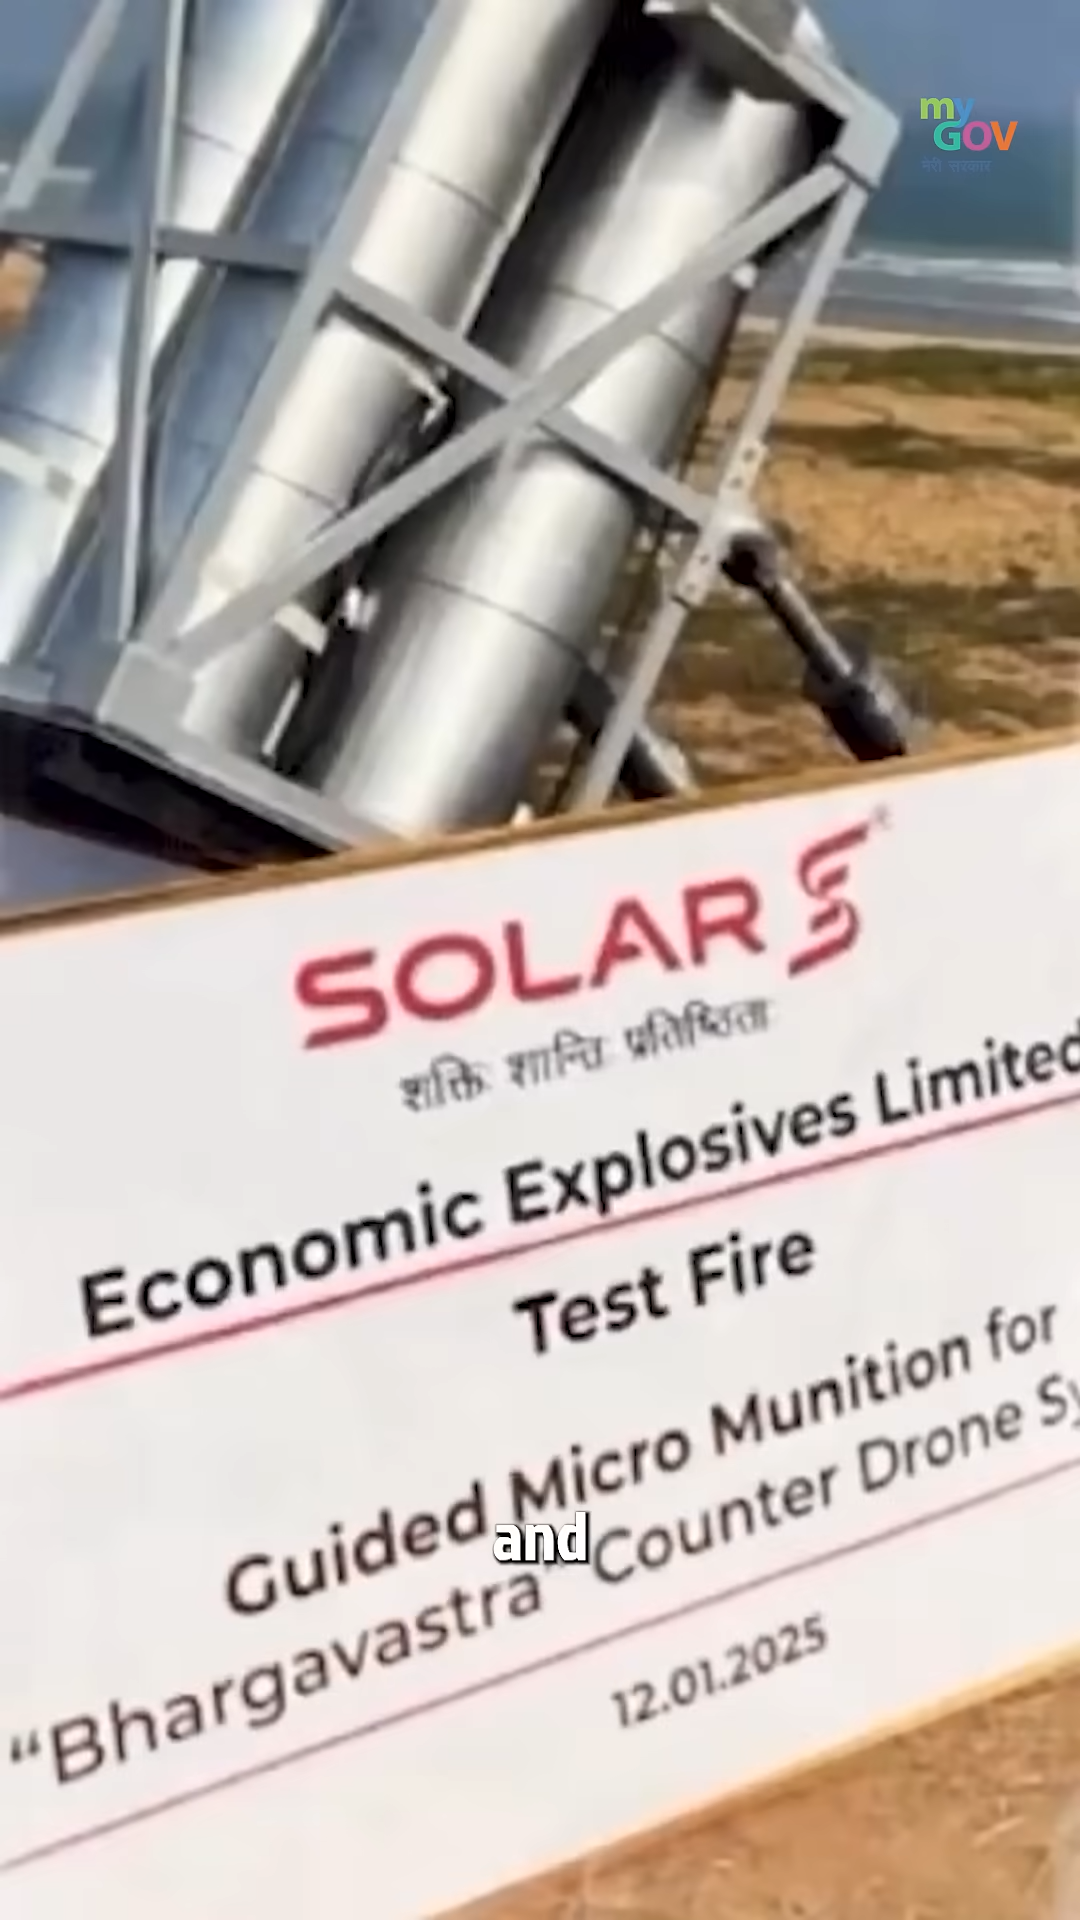 my
GOV
मेरी सरकार
SOLAR
शक्ति शान्ति प्रतिष्ठिता
Economic Explosives Limited
Test Fire
Guided Micro Munition for
and
“Bhargavastra” Counter Drone Sy
12.01.2025